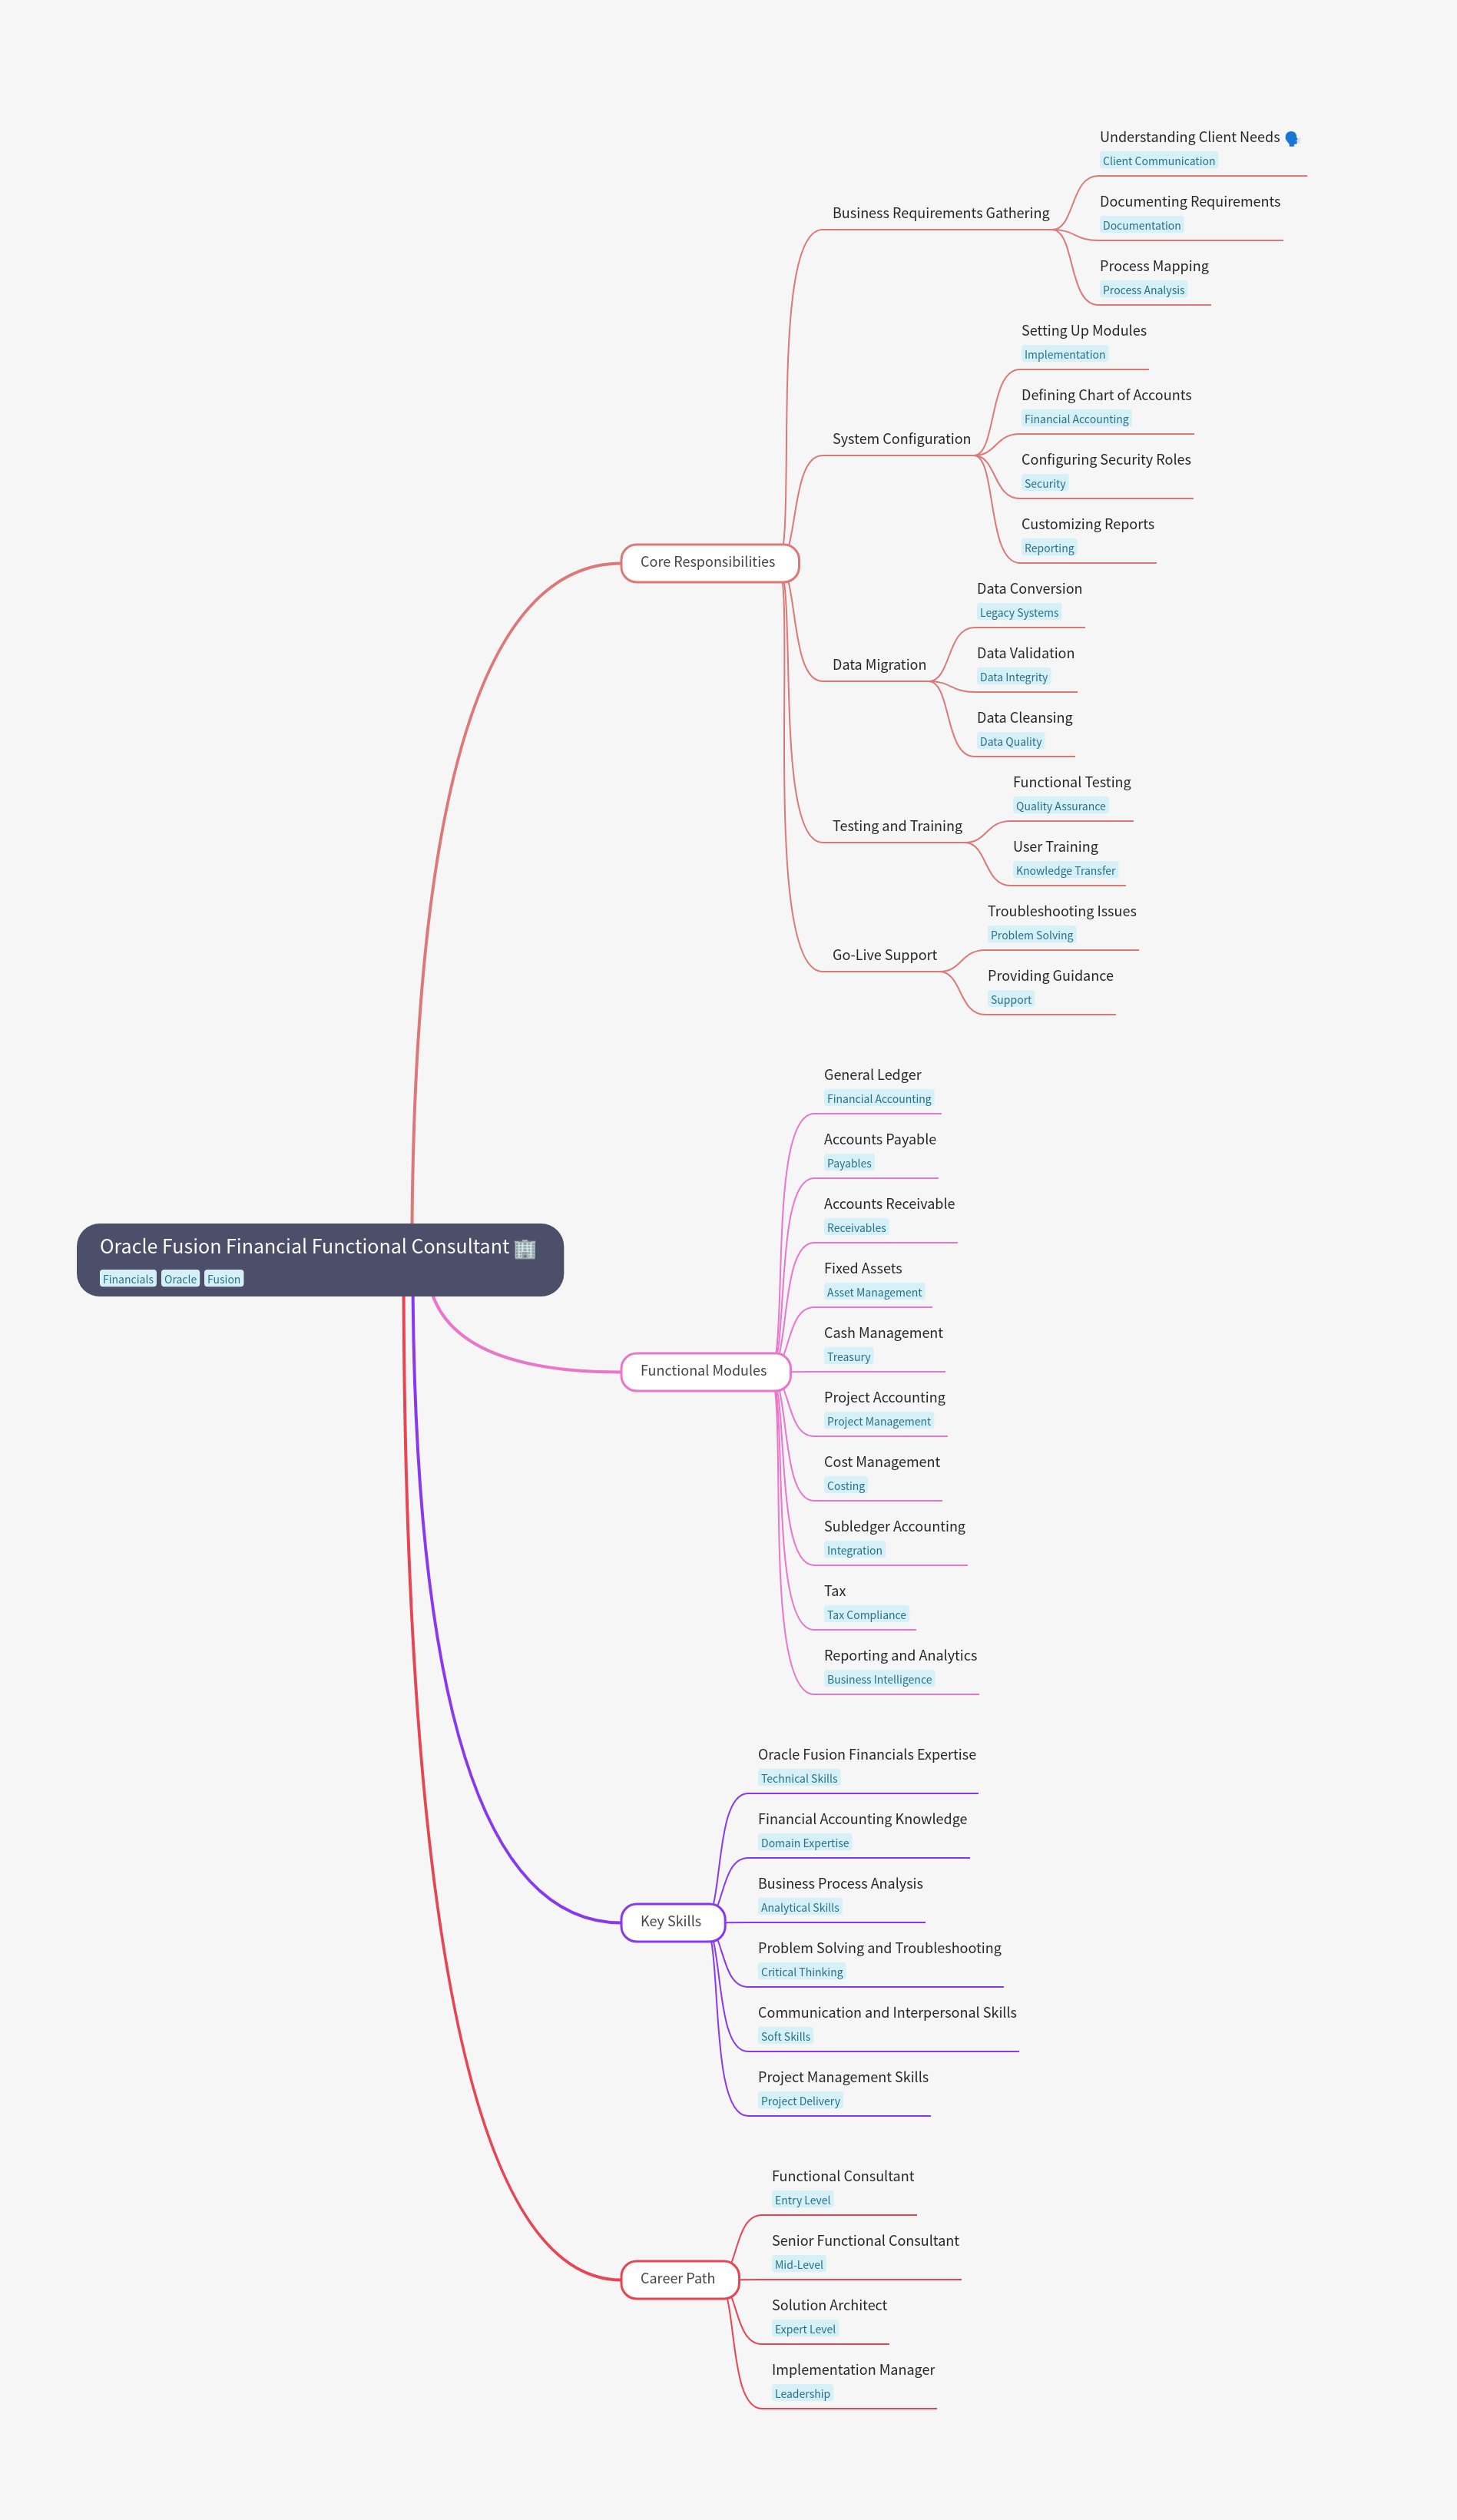 Oracle Fusion Financial Functional Consultant 🏢
Financials Oracle Fusion
Core Responsibilities
Business Requirements Gathering
Understanding Client Needs 🗣️
Client Communication
Documenting Requirements
Documentation
Process Mapping
Process Analysis
System Configuration
Setting Up Modules
Implementation
Defining Chart of Accounts
Financial Accounting
Configuring Security Roles
Security
Customizing Reports
Reporting
Data Migration
Data Conversion
Legacy Systems
Data Validation
Data Integrity
Data Cleansing
Data Quality
Testing and Training
Functional Testing
Quality Assurance
User Training
Knowledge Transfer
Go-Live Support
Troubleshooting Issues
Problem Solving
Providing Guidance
Support
Functional Modules
General Ledger
Financial Accounting
Accounts Payable
Payables
Accounts Receivable
Receivables
Fixed Assets
Asset Management
Cash Management
Treasury
Project Accounting
Project Management
Cost Management
Costing
Subledger Accounting
Integration
Tax
Tax Compliance
Reporting and Analytics
Business Intelligence
Key Skills
Oracle Fusion Financials Expertise
Technical Skills
Financial Accounting Knowledge
Domain Expertise
Business Process Analysis
Analytical Skills
Problem Solving and Troubleshooting
Critical Thinking
Communication and Interpersonal Skills
Soft Skills
Project Management Skills
Project Delivery
Career Path
Functional Consultant
Entry Level
Senior Functional Consultant
Mid-Level
Solution Architect
Expert Level
Implementation Manager
Leadership